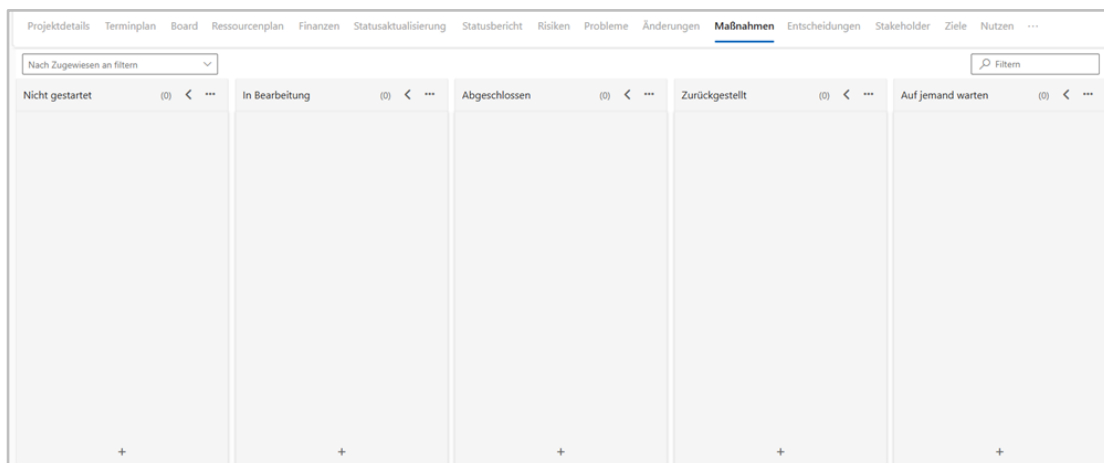 Projektdetails Terminplan Board Ressourcenplan Finanzen Statusaktualisierung Statusbericht Risiken Probleme Änderungen Maßnahmen Entscheidungen Stakeholder Ziele Nutzen ···
Nach Zugewiesen an filtern Filtern
Nicht gestartet (0) In Bearbeitung (0) Abgeschlossen (0) Zurückgestellt (0) Auf jemand warten (0)
+ + + + +